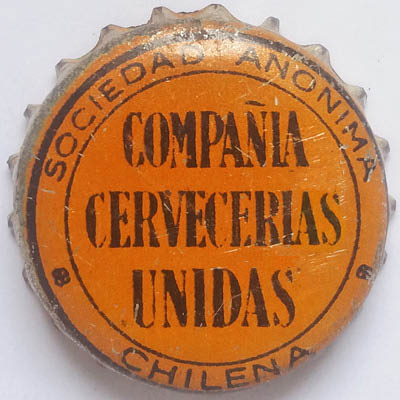 SOCIEDAD ANONIMA
COMPAÑIA
CERVECERIAS
UNIDAS
CHILENA